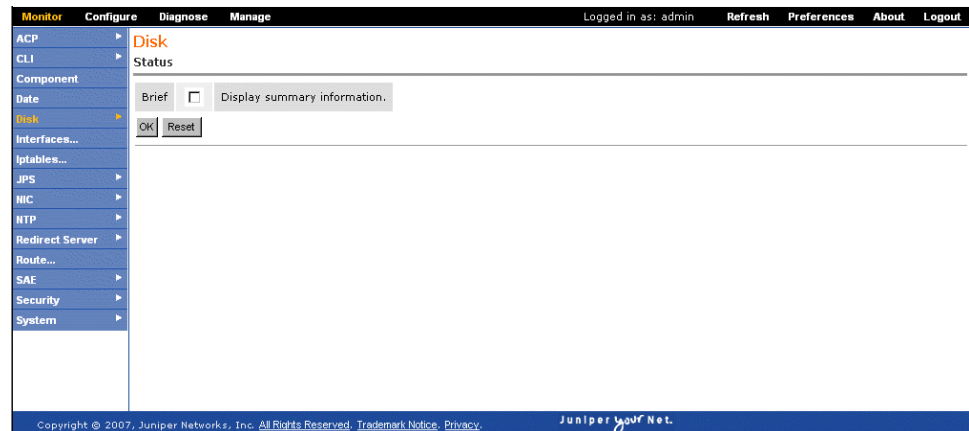 Monitor Configure Diagnose Manage Logged in as: admin Refresh Preferences About Logout
ACP
CLI
Component
Date
Disk
Interfaces...
Iptables...
JPS
NIC
NTP
Redirect Server
Route...
SAE
Security
System
Disk
Status
Brief Display summary information.
OK Reset
Copyright © 2007, Juniper Networks, Inc. All Rights Reserved. Trademark Notice. Privacy.
Juniper your Net.